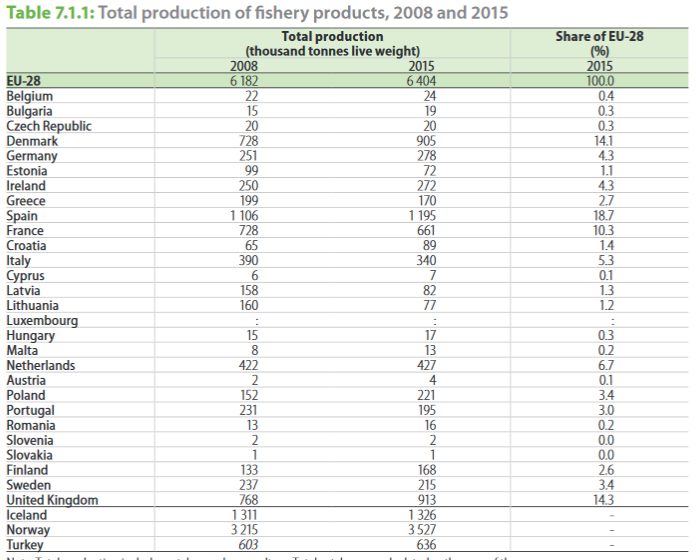 Table 7.1.1: Total production of fishery products, 2008 and 2015
Total production Share of EU-28
(thousand tonnes live weight) (%)
2008 2015 2015
EU-28 6 182 6 404 100.0
Belgium 22 24 0.4
Bulgaria 15 19 0.3
Czech Republic 20 20 0.3
Denmark 728 905 14.1
Germany 251 278 4.3
Estonia 99 72 1.1
Ireland 250 272 4.3
Greece 199 170 2.7
Spain 1 106 1 195 18.7
France 728 661 10.3
Croatia 65 89 1.4
Italy 390 340 5.3
Cyprus 6 7 0.1
Latvia 158 82 1.3
Lithuania 160 77 1.2
Luxembourg : : :
Hungary 15 17 0.3
Malta 8 13 0.2
Netherlands 422 427 6.7
Austria 2 4 0.1
Poland 152 221 3.4
Portugal 231 195 3.0
Romania 13 16 0.2
Slovenia 2 2 0.0
Slovakia 1 1 0.0
Finland 133 168 2.6
Sweden 237 215 3.4
United Kingdom 768 913 14.3
Iceland 1 311 1 326 -
Norway 3 215 3 527 -
Turkey 603 636 -